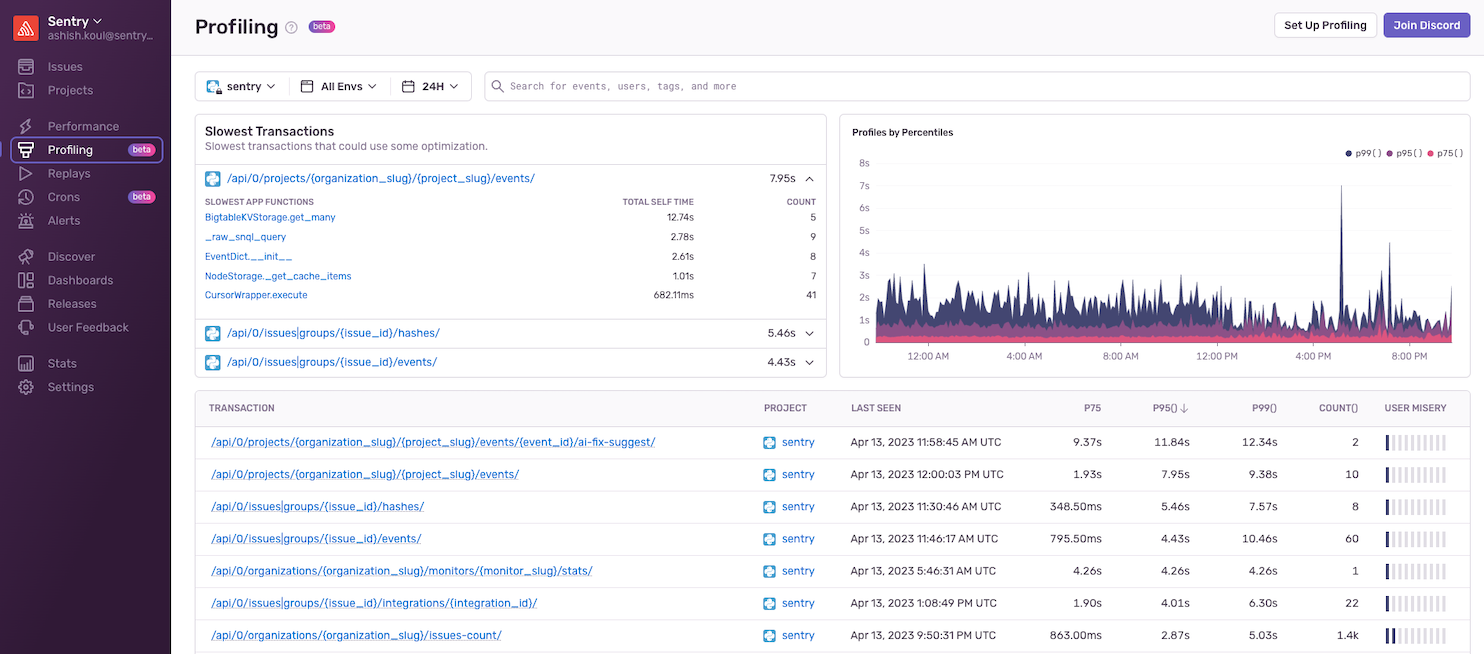 Sentry
ashish.koul@sentry...
Issues
Projects
Performance
Profiling beta
Replays
Crons beta
Alerts
Discover
Dashboards
Releases
User Feedback
Stats
Settings
Profiling ? beta
Set Up Profiling Join Discord
sentry All Envs 24H Search for events, users, tags, and more
Slowest Transactions
Slowest transactions that could use some optimization.
/api/0/projects/{organization_slug}/{project_slug}/events/ 7.95s
SLOWEST APP FUNCTIONS TOTAL SELF TIME COUNT
BigtableKVStorage.get_many 12.74s 5
_raw_snql_query 2.78s 9
EventDict.__init__ 2.61s 8
NodeStorage._get_cache_items 1.01s 7
CursorWrapper.execute 682.11ms 41
/api/0/issues|groups/{issue_id}/hashes/ 5.46s
/api/0/issues|groups/{issue_id}/events/ 4.43s
Profiles by Percentiles
p99() p95() p75()
8s
7s
6s
5s
4s
3s
2s
1s
0
12:00 AM 4:00 AM 8:00 AM 12:00 PM 4:00 PM 8:00 PM
TRANSACTION PROJECT LAST SEEN P75 P95() P99() COUNT() USER MISERY
/api/0/projects/{organization_slug}/{project_slug}/events/{event_id}/ai-fix-suggest/ sentry Apr 13, 2023 11:58:45 AM UTC 9.37s 11.84s 12.34s 2
/api/0/projects/{organization_slug}/{project_slug}/events/ sentry Apr 13, 2023 12:00:03 PM UTC 1.93s 7.95s 9.38s 10
/api/0/issues|groups/{issue_id}/hashes/ sentry Apr 13, 2023 11:30:46 AM UTC 348.50ms 5.46s 7.57s 8
/api/0/issues|groups/{issue_id}/events/ sentry Apr 13, 2023 11:46:17 AM UTC 795.50ms 4.43s 10.46s 60
/api/0/organizations/{organization_slug}/monitors/{monitor_slug}/stats/ sentry Apr 13, 2023 5:46:31 AM UTC 4.26s 4.26s 4.26s 1
/api/0/issues|groups/{issue_id}/integrations/{integration_id}/ sentry Apr 13, 2023 1:08:49 PM UTC 1.90s 4.01s 6.30s 22
/api/0/organizations/{organization_slug}/issues-count/ sentry Apr 13, 2023 9:50:31 PM UTC 863.00ms 2.87s 5.03s 1.4k